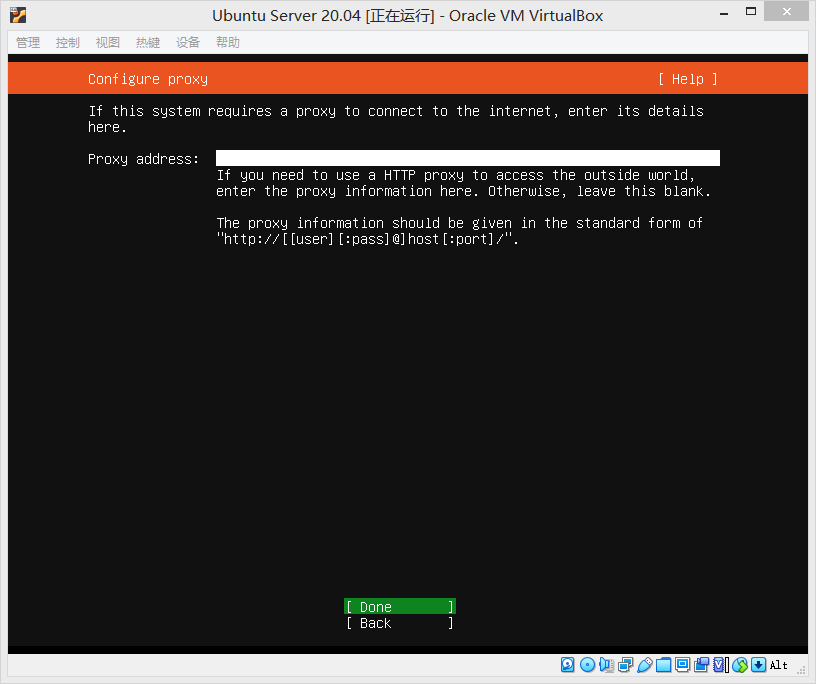 Ubuntu Server 20.04 [正在运行] - Oracle VM VirtualBox
管理 控制 视图 热键 设备 帮助
Configure proxy [ Help ]
If this system requires a proxy to connect to the internet, enter its details
here.
Proxy address:
If you need to use a HTTP proxy to access the outside world,
enter the proxy information here. Otherwise, leave this blank.
The proxy information should be given in the standard form of
"http://[[user][:pass]@]host[:port]/".
[ Done ]
[ Back ]
Alt